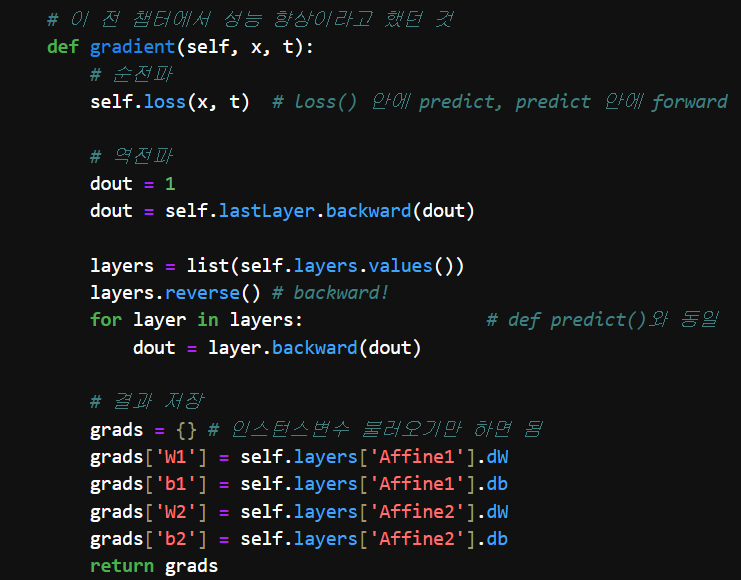 # 이 전 챕터에서 성능 향상이라고 했던 것
def gradient(self, x, t):
# 순전파
self.loss(x, t)  # loss() 안에 predict, predict 안에 forward
# 역전파
dout = 1
dout = self.lastLayer.backward(dout)
layers = list(self.layers.values())
layers.reverse() # backward!
for layer in layers:                 # def predict()와 동일
dout = layer.backward(dout)
# 결과 저장
grads = {} # 인스턴스변수 불러오기만 하면 됨
grads['W1'] = self.layers['Affine1'].dW
grads['b1'] = self.layers['Affine1'].db
grads['W2'] = self.layers['Affine2'].dW
grads['b2'] = self.layers['Affine2'].db
return grads